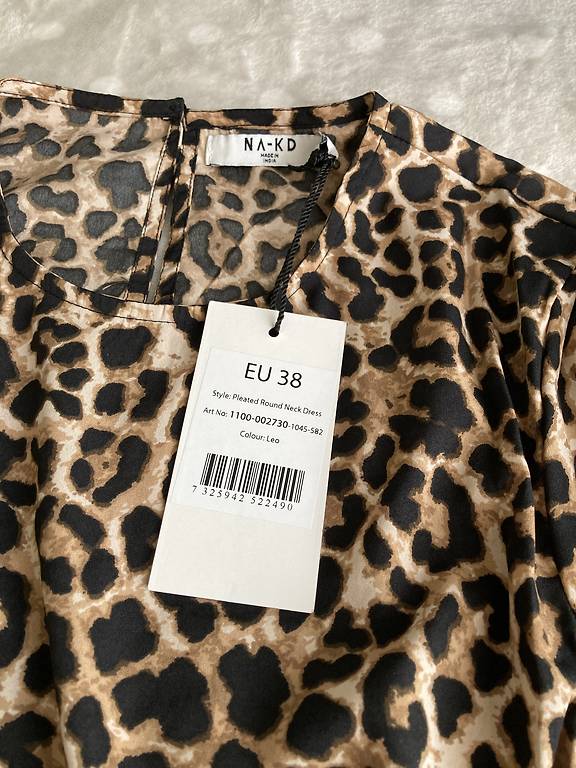 NA-KD
MADE IN
INDIA
EU 38
Style: Pleated Round Neck Dress
Art No: 1100-002730-1045-582
Colour: Leo
7 325942 522490